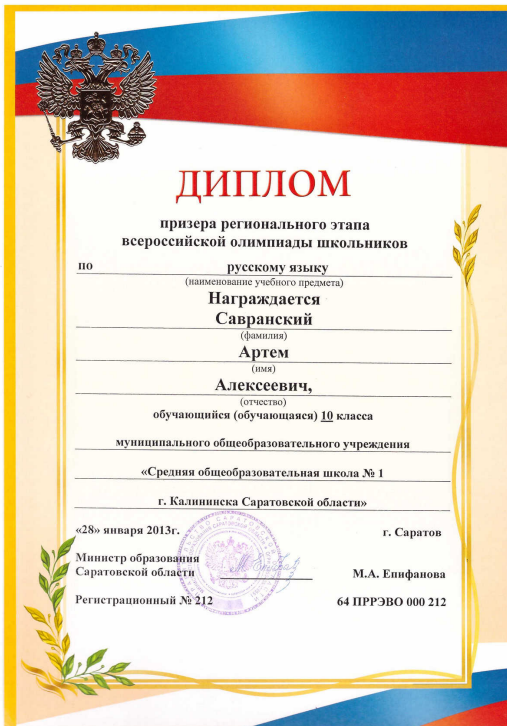 ДИПЛОМ
призера регионального этапа
всероссийской олимпиады школьников
по русскому языку
(наименование учебного предмета)
Награждается
Савранский
(фамилия)
Артем
(имя)
Алексеевич,
(отчество)
обучающийся (обучающаяся) 10 класса
муниципального общеобразовательного учреждения
«Средняя общеобразовательная школа № 1
г. Калининска Саратовской области»
«28» января 2013г. г. Саратов
Министр образования
Саратовской области М.А. Епифанова
Регистрационный № 212 64 ПРРЭВО 000 212